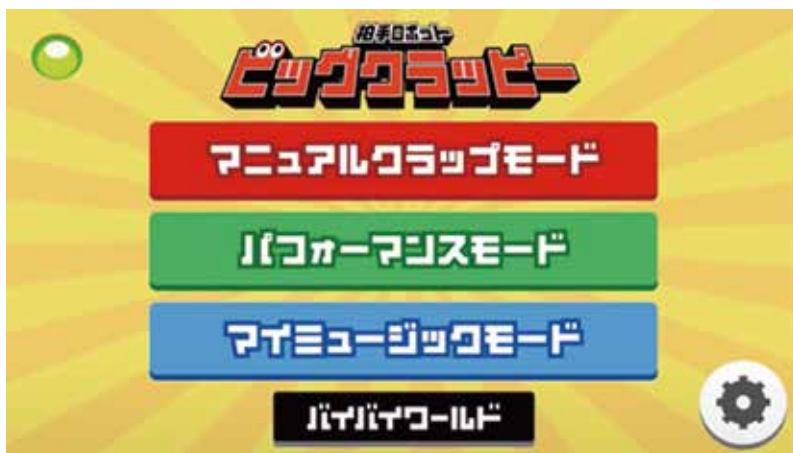 拍手ロボット
ビッグクラッピー
マニュアルクラップモード
パフォーマンスモード
マイミュージックモード
バイバイワールド